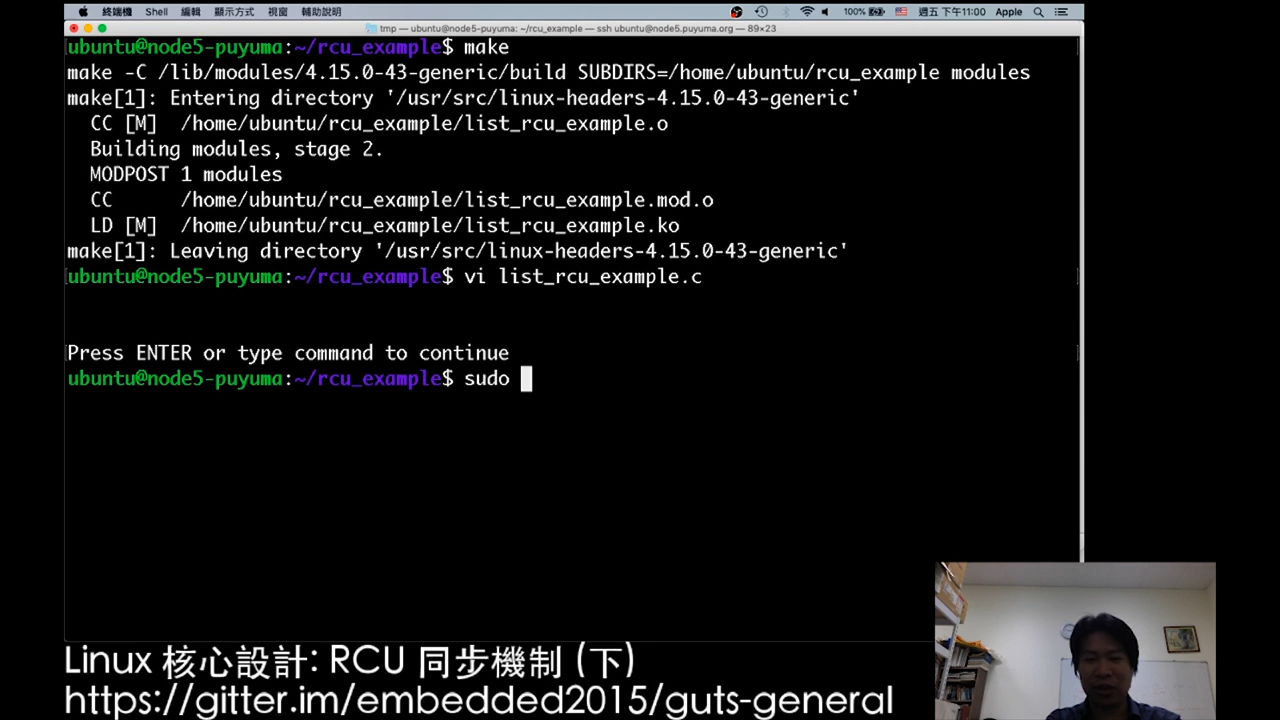 終端機 Shell 編輯 顯示方式 視窗 輔助說明 100% 週五 下午11:00 Apple
tmp — ubuntu@node5-puyuma: ~/rcu_example — ssh ubuntu@node5.puyuma.org — 89×23
ubuntu@node5-puyuma:~/rcu_example$ make
make -C /lib/modules/4.15.0-43-generic/build SUBDIRS=/home/ubuntu/rcu_example modules
make[1]: Entering directory '/usr/src/linux-headers-4.15.0-43-generic'
  CC [M]  /home/ubuntu/rcu_example/list_rcu_example.o
  Building modules, stage 2.
  MODPOST 1 modules
  CC      /home/ubuntu/rcu_example/list_rcu_example.mod.o
  LD [M]  /home/ubuntu/rcu_example/list_rcu_example.ko
make[1]: Leaving directory '/usr/src/linux-headers-4.15.0-43-generic'
ubuntu@node5-puyuma:~/rcu_example$ vi list_rcu_example.c
Press ENTER or type command to continue
ubuntu@node5-puyuma:~/rcu_example$ sudo
Linux 核心設計: RCU 同步機制 (下)
https://gitter.im/embedded2015/guts-general